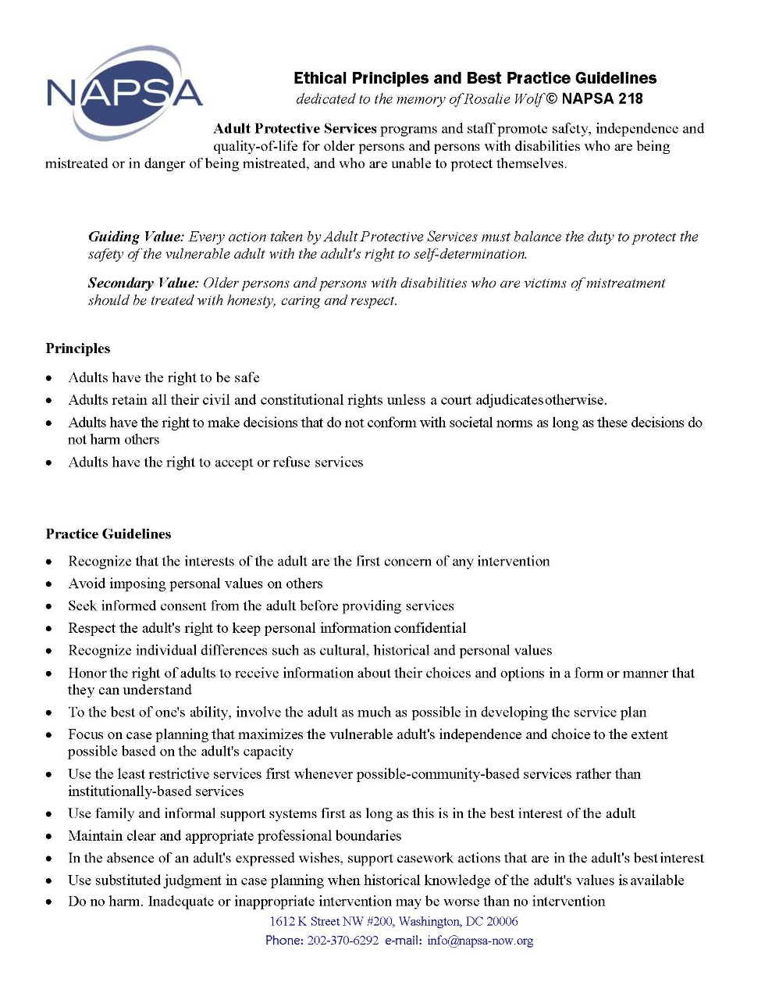 NAPSA
Ethical Principles and Best Practice Guidelines
dedicated to the memory of Rosalie Wolf © NAPSA 218
Adult Protective Services programs and staff promote safety, independence and
quality-of-life for older persons and persons with disabilities who are being
mistreated or in danger of being mistreated, and who are unable to protect themselves.
Guiding Value: Every action taken by Adult Protective Services must balance the duty to protect the
safety of the vulnerable adult with the adult's right to self-determination.
Secondary Value: Older persons and persons with disabilities who are victims of mistreatment
should be treated with honesty, caring and respect.
Principles
• Adults have the right to be safe
• Adults retain all their civil and constitutional rights unless a court adjudicates otherwise.
• Adults have the right to make decisions that do not conform with societal norms as long as these decisions do
not harm others
• Adults have the right to accept or refuse services
Practice Guidelines
• Recognize that the interests of the adult are the first concern of any intervention
• Avoid imposing personal values on others
• Seek informed consent from the adult before providing services
• Respect the adult's right to keep personal information confidential
• Recognize individual differences such as cultural, historical and personal values
• Honor the right of adults to receive information about their choices and options in a form or manner that
they can understand
• To the best of one's ability, involve the adult as much as possible in developing the service plan
• Focus on case planning that maximizes the vulnerable adult's independence and choice to the extent
possible based on the adult's capacity
• Use the least restrictive services first whenever possible-community-based services rather than
institutionally-based services
• Use family and informal support systems first as long as this is in the best interest of the adult
• Maintain clear and appropriate professional boundaries
• In the absence of an adult's expressed wishes, support casework actions that are in the adult's best interest
• Use substituted judgment in case planning when historical knowledge of the adult's values is available
• Do no harm. Inadequate or inappropriate intervention may be worse than no intervention
1612 K Street NW #200, Washington, DC 20006
Phone: 202-370-6292 e-mail: info@napsa-now.org